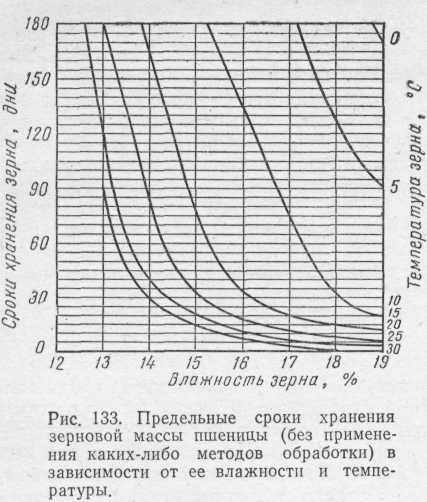 180
150
120
90
60
30
0
Сроки хранения зерна, дни
12 13 14 15 16 17 18 19
Влажность зерна, %
0
5
10
15
20
25
30
Температура зерна, °С
Рис. 133. Предельные сроки хранения
зерновой массы пшеницы (без примене-
ния каких-либо методов обработки) в
зависимости от ее влажности и темпе-
ратуры.